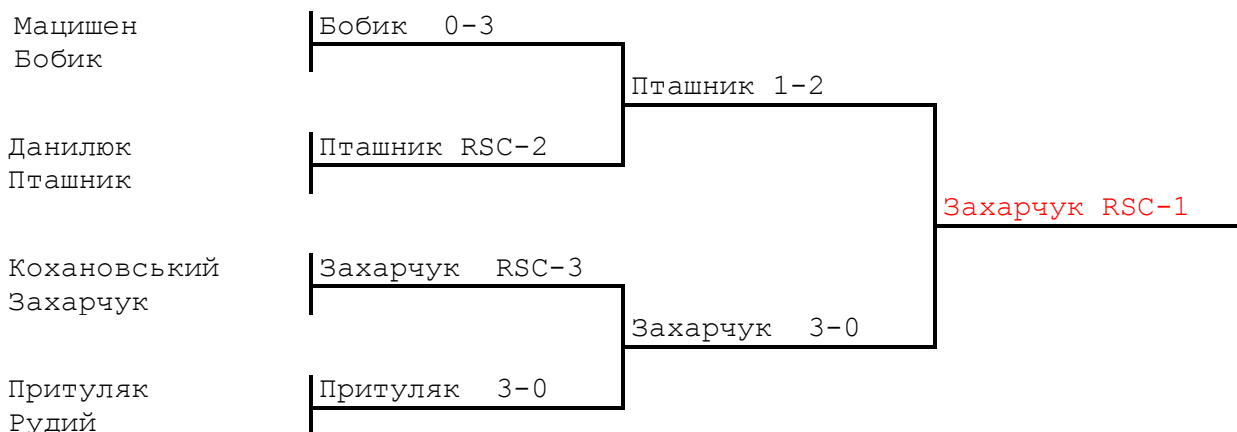 Мацишен
Бобик
Бобик 0-3
Пташник 1-2
Данилюк
Пташник
Пташник RSC-2
Захарчук RSC-1
Кохановський
Захарчук
Захарчук RSC-3
Захарчук 3-0
Притуляк
Рудий
Притуляк 3-0